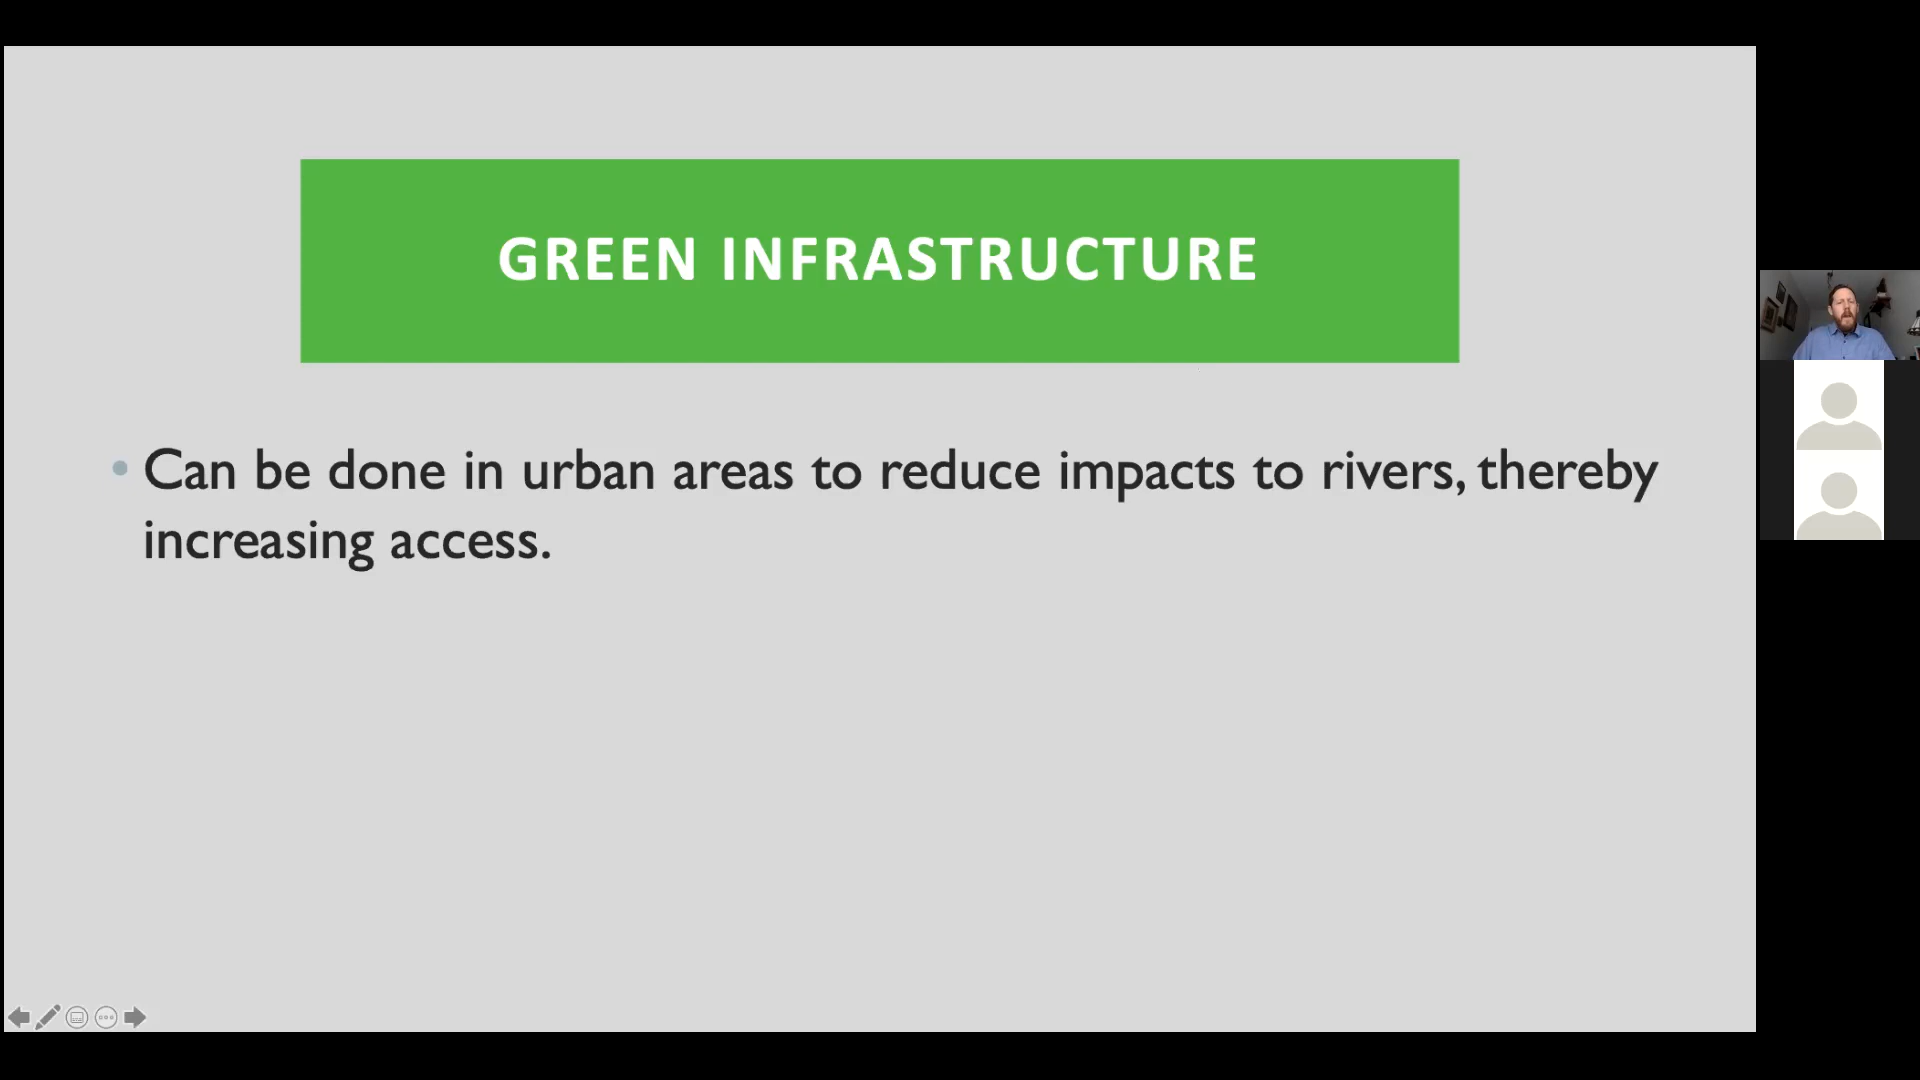 GREEN INFRASTRUCTURE
• Can be done in urban areas to reduce impacts to rivers, thereby
increasing access.